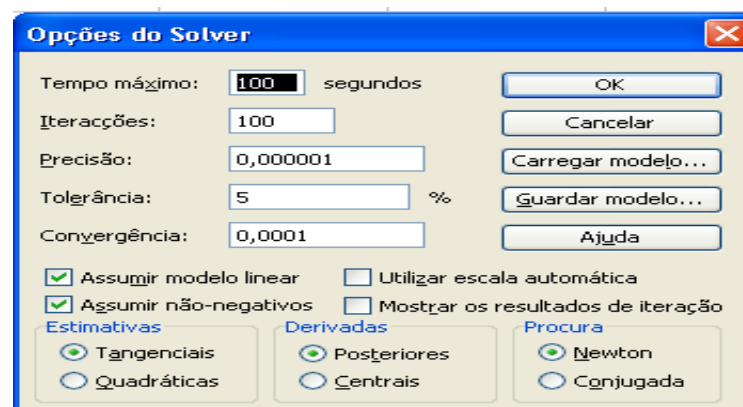 Opções do Solver
Tempo máximo: 100 segundos OK
Iteracções: 100 Cancelar
Precisão: 0,000001 Carregar modelo...
Tolerância: 5 % Guardar modelo...
Convergência: 0,0001 Ajuda
Assumir modelo linear Utilizar escala automática
Assumir não-negativos Mostrar os resultados de iteração
Estimativas Derivadas Procura
Tangenciais Posteriores Newton
Quadráticas Centrais Conjugada